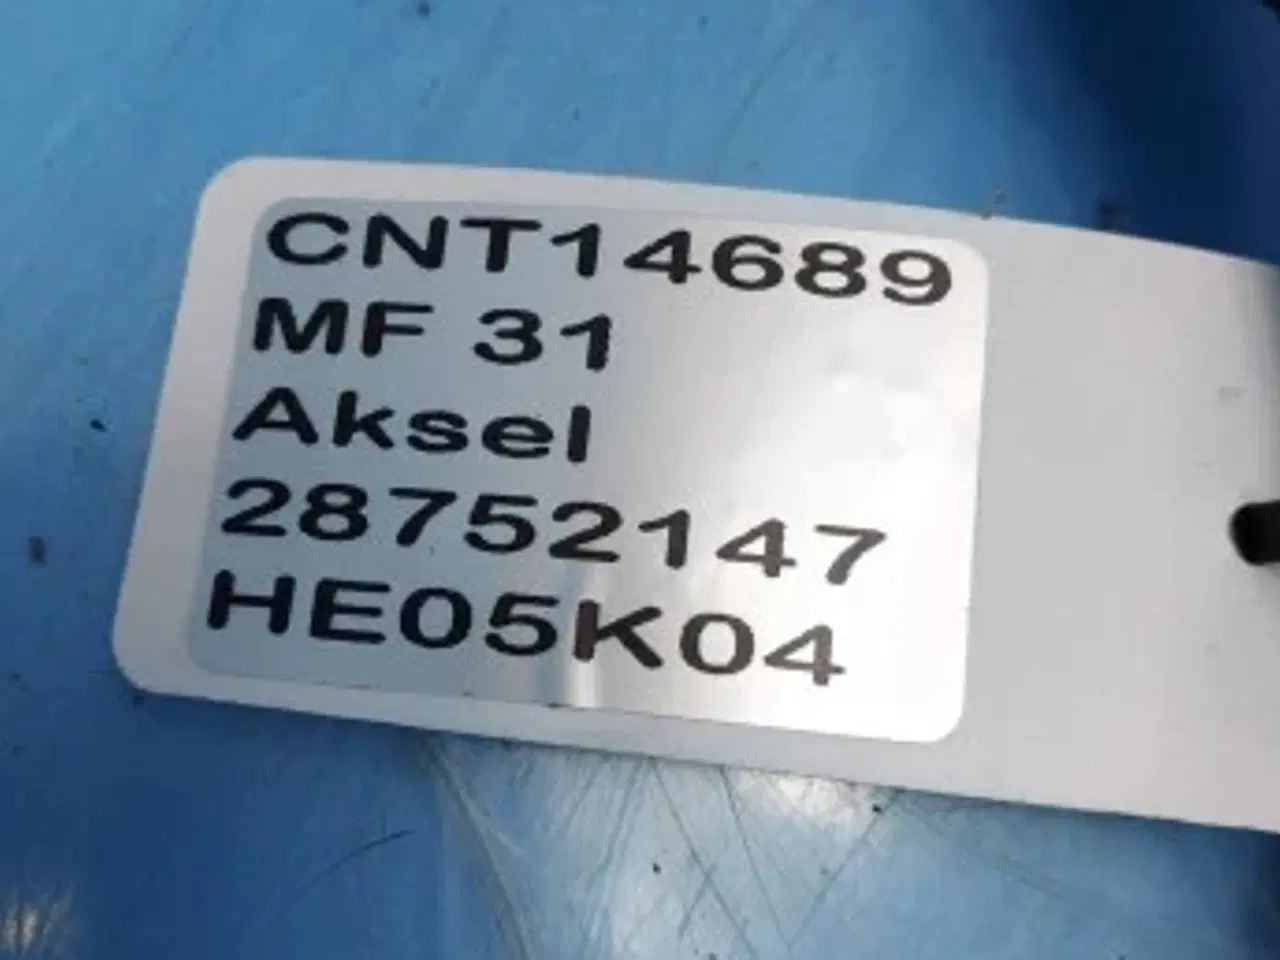 CNT14689
MF 31
Aksel
28752147
HE05K04